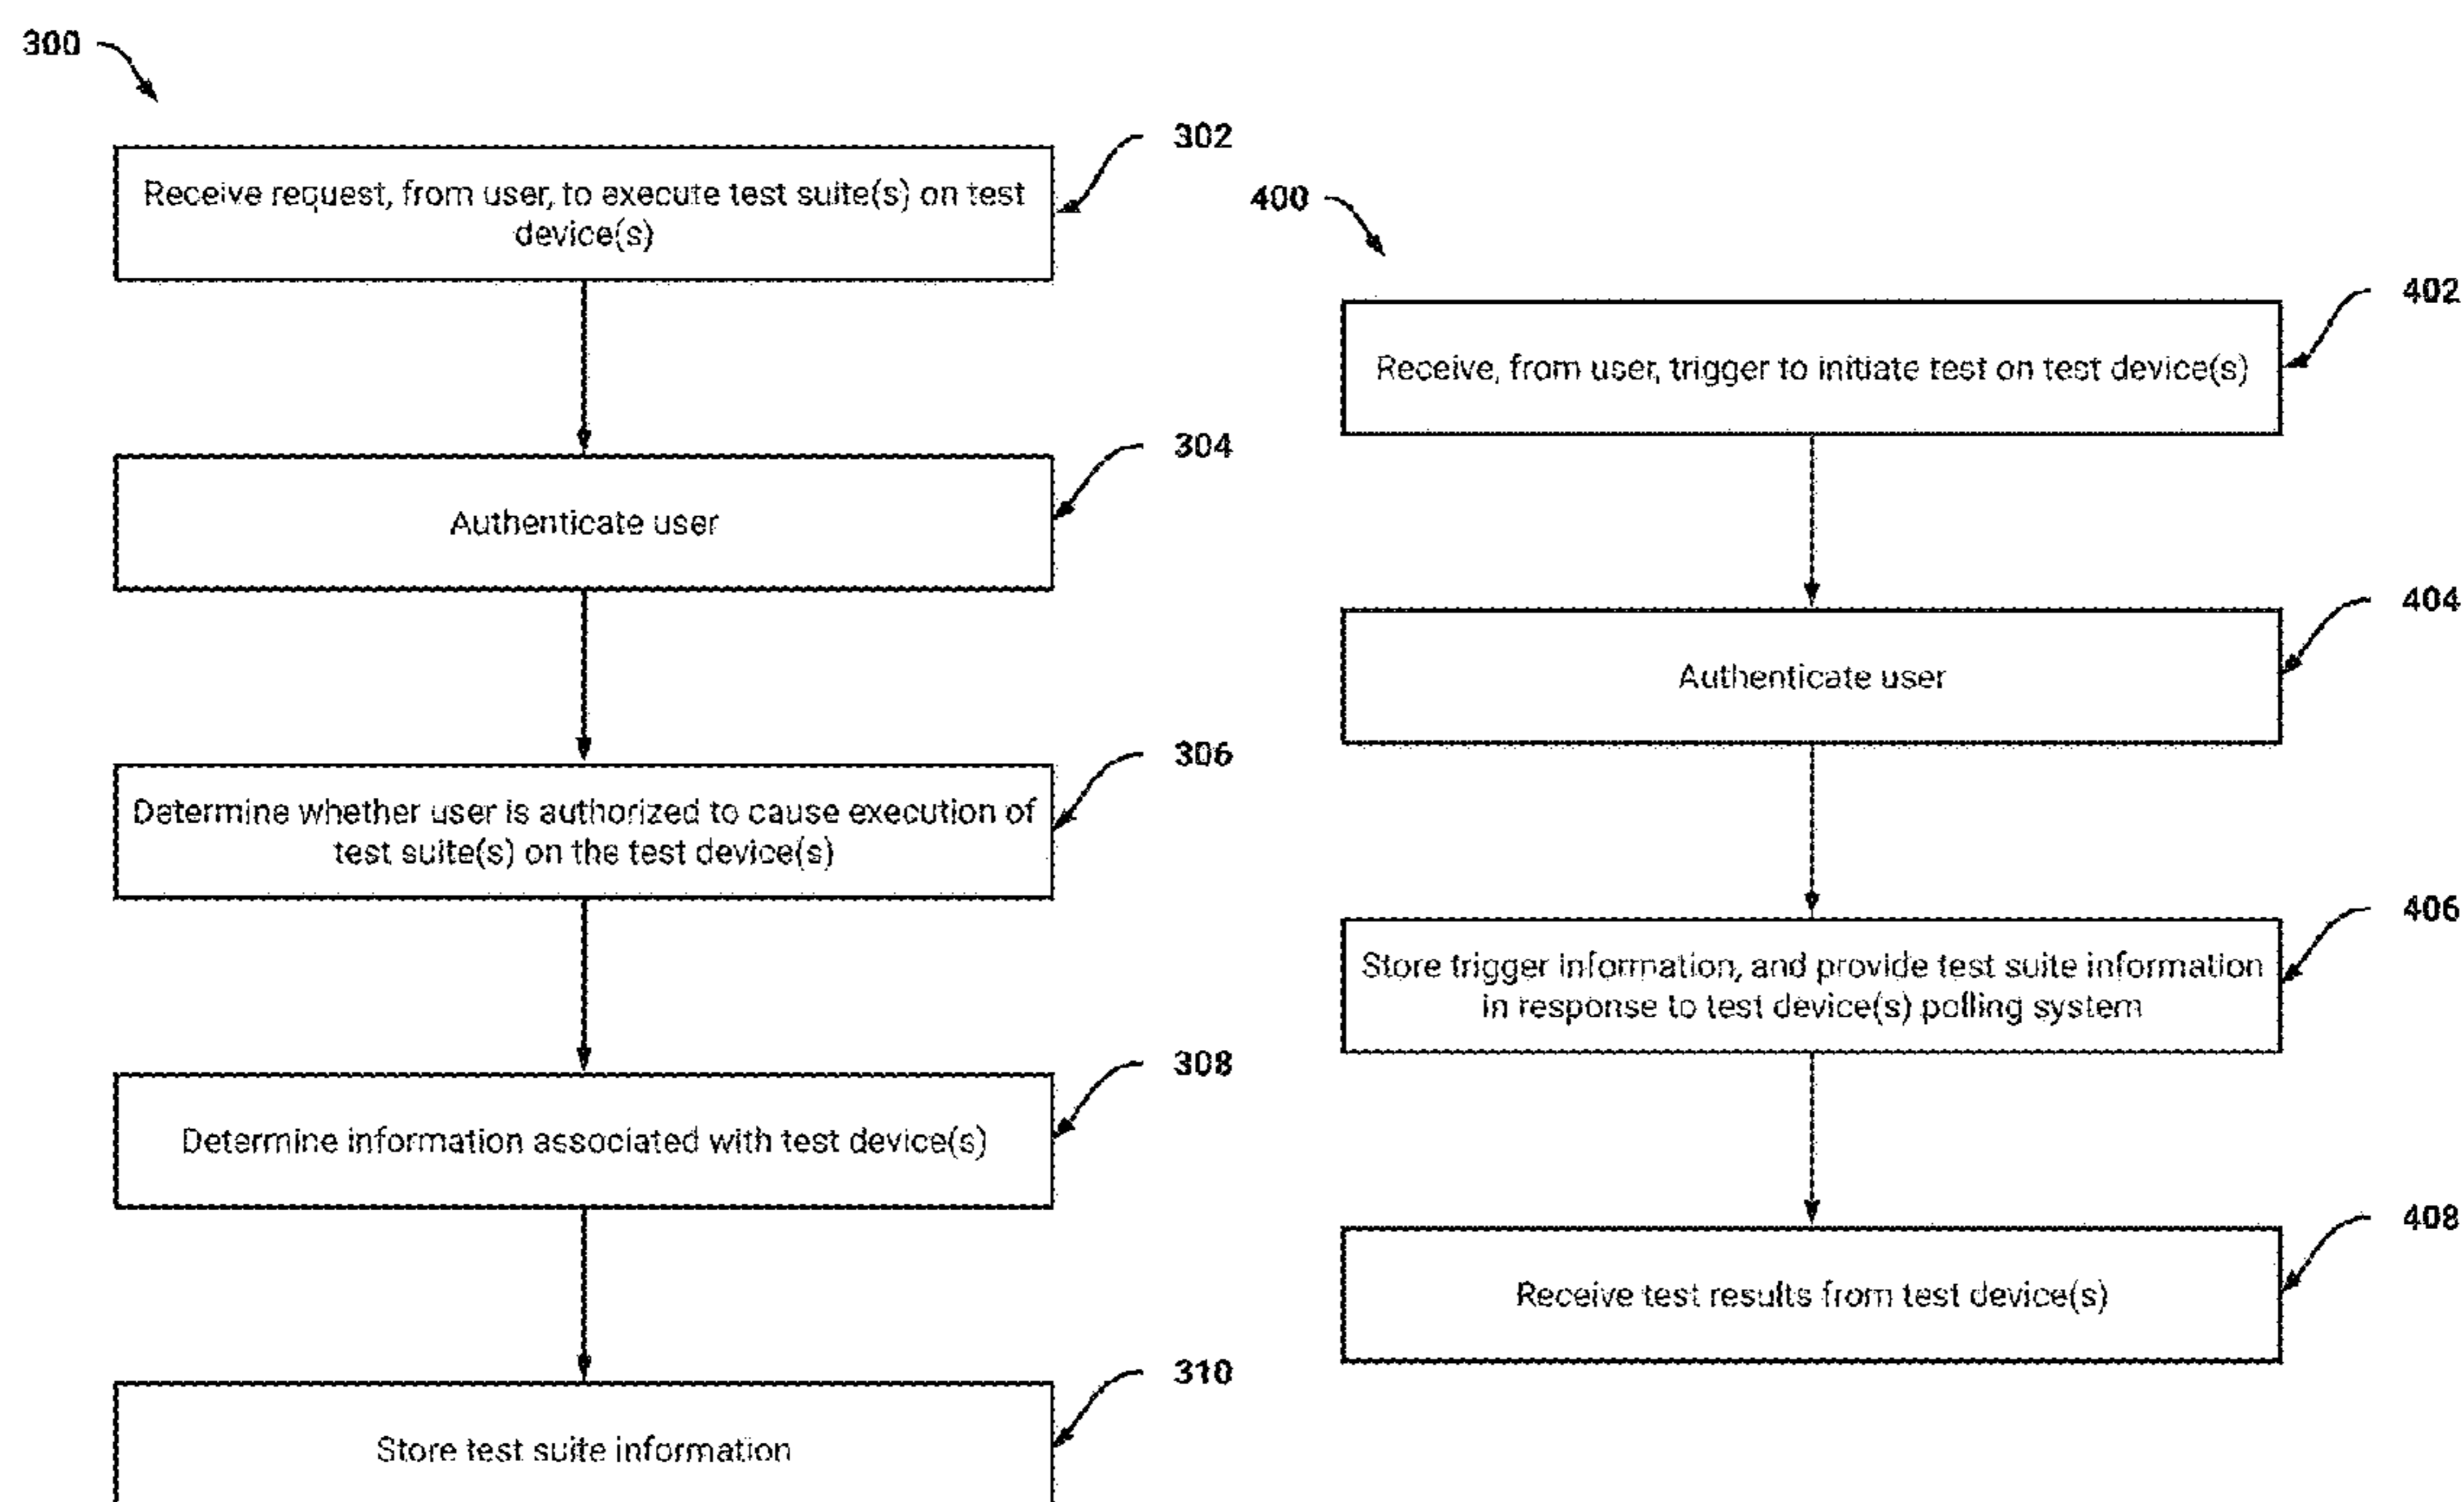 300
302
Receive request, from user, to execute test suite(s) on test
device(s)
304
Authenticate user
306
Determine whether user is authorized to cause execution of
test suite(s) on the test device(s)
308
Determine information associated with test device(s)
310
Store test suite information
400
402
Receive, from user, trigger to initiate test on test device(s)
404
Authenticate user
406
Store trigger information, and provide test suite information
in response to test device(s) polling system
408
Receive test results from test device(s)